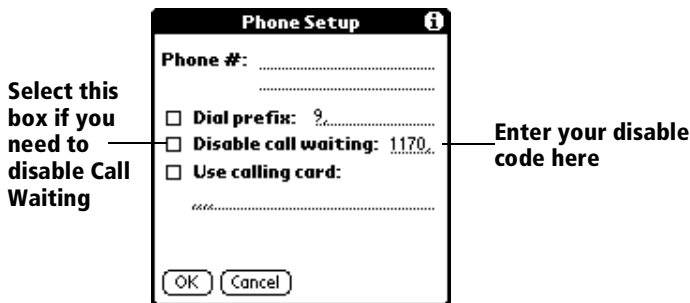 Phone Setup
Phone #:
Select this
box if you
need to
disable Call
Waiting
Dial prefix: 9,
Disable call waiting: 1170,
Use calling card:
,,,,
Enter your disable
code here
OK Cancel